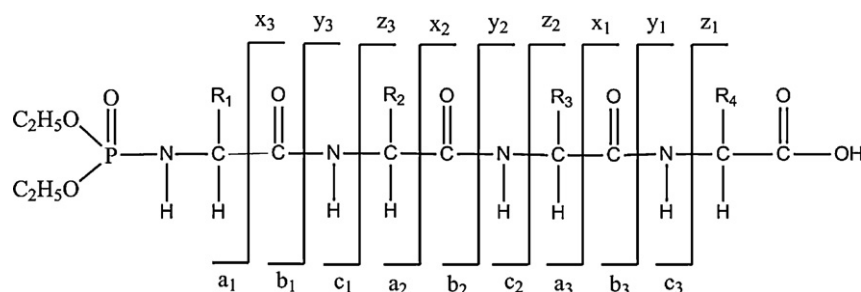 x₃ y₃ z₃ x₂ y₂ z₂ x₁ y₁ z₁
O R₁ O R₂ O R₃ O R₄ O
C₂H₅O
P N C C N C C N C C N C C OH
C₂H₅O
H H H H H H H H
a₁ b₁ c₁ a₂ b₂ c₂ a₃ b₃ c₃